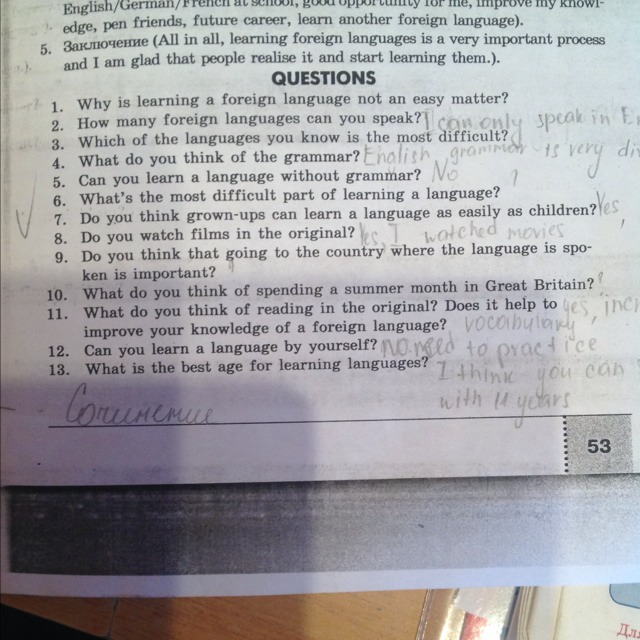 English/German/French at school, good opportunity for me, improve my knowl-
edge, pen friends, future career, learn another foreign language).
5. Заключение (All in all, learning foreign languages is a very important process
and I am glad that people realise it and start learning them.).
QUESTIONS
1. Why is learning a foreign language not an easy matter?
2. How many foreign languages can you speak? I can only speak in En
3. Which of the languages you know is the most difficult?
4. What do you think of the grammar? English grammar is very di
5. Can you learn a language without grammar? No
6. What's the most difficult part of learning a language? ?
7. Do you think grown-ups can learn a language as easily as children? Yes,
8. Do you watch films in the original? Yes, I watched movies
9. Do you think that going to the country where the language is spo-
ken is important?
10. What do you think of spending a summer month in Great Britain?
11. What do you think of reading in the original? Does it help to yes, incr
improve your knowledge of a foreign language? vocabulary
12. Can you learn a language by yourself? no need to practice
13. What is the best age for learning languages? I think you can
with 11 years
Сочинение
53
Дл